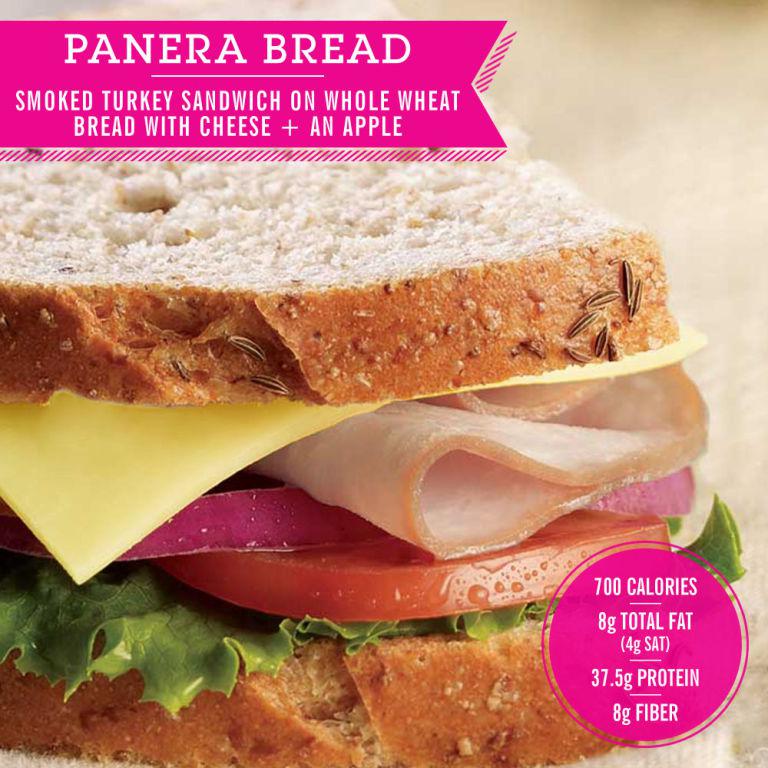 PANERA BREAD
SMOKED TURKEY SANDWICH ON WHOLE WHEAT
BREAD WITH CHEESE + AN APPLE
700 CALORIES
8g TOTAL FAT
(4g SAT)
37.5g PROTEIN
8g FIBER